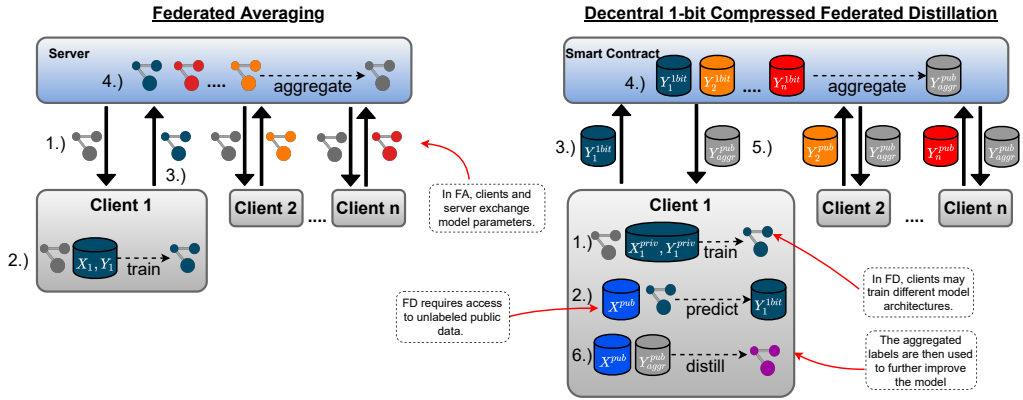 Federated Averaging
Server
4.)
....
aggregate
1.)
3.)
In FA, clients and
server exchange
model parameters.
Client 1
Client 2
....
Client n
2.)
X₁, Y₁
train
Decentral 1-bit Compressed Federated Distillation
Smart Contract
4.)
Y₁^1bit
Y₂^1bit
....
Yₙ^1bit
aggregate
Y_aggr^pub
3.)
Y₁^1bit
Y_aggr^pub
5.)
Y₂^pub
Y_aggr^pub
Yₙ^pub
Y_aggr^pub
Client 1
Client 2
....
Client n
1.)
X₁^priv, Y₁^priv
train
In FD, clients may
train different model
architectures.
FD requires access
to unlabeled public
data.
2.)
X^pub
predict
Y₁^1bit
6.)
X^pub
Y_aggr^pub
distill
The aggregated
labels are then used
to further improve
the model